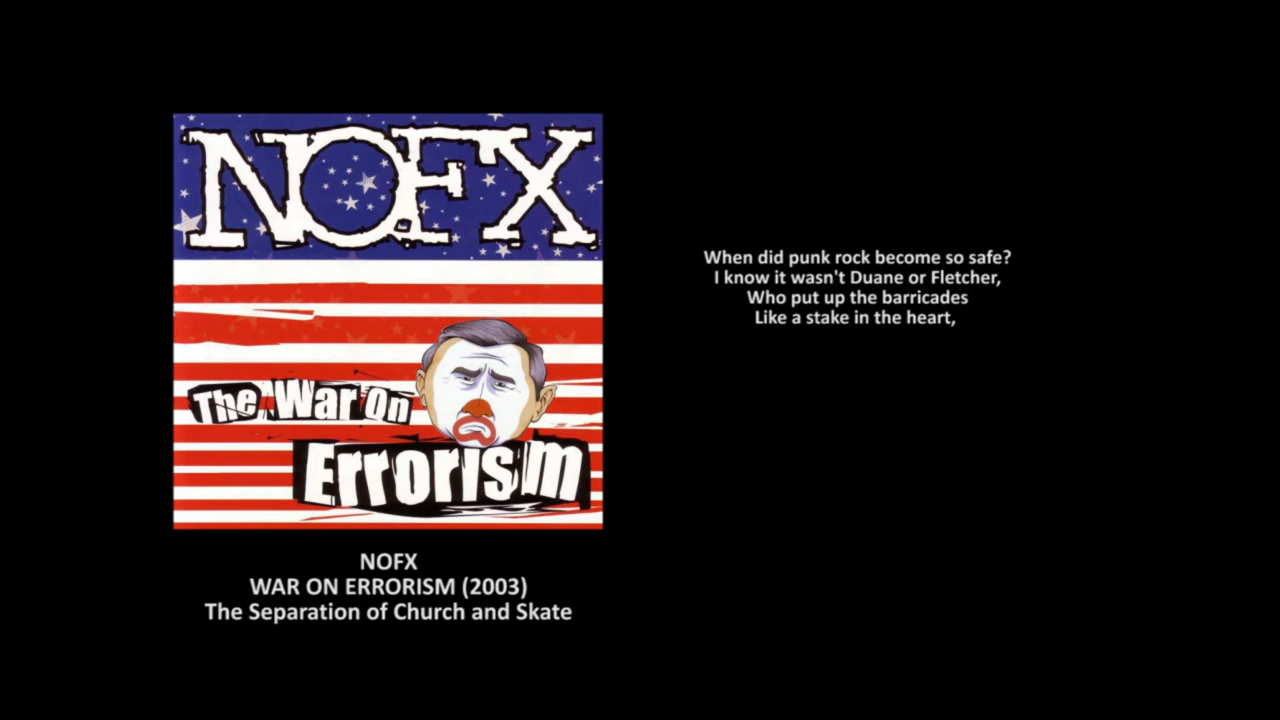 NOFX
The War On
Errorism
NOFX
WAR ON ERRORISM (2003)
The Separation of Church and Skate
When did punk rock become so safe?
I know it wasn't Duane or Fletcher,
Who put up the barricades
Like a stake in the heart,